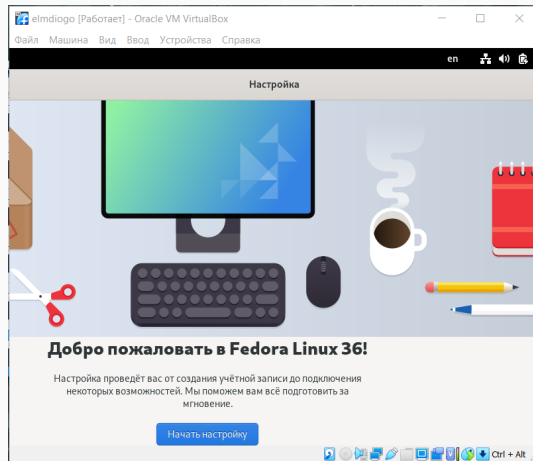 elmdiogo [Работает] - Oracle VM VirtualBox
Файл Машина Вид Ввод Устройства Справка
en
Настройка
Добро пожаловать в Fedora Linux 36!
Настройка проведёт вас от создания учётной записи до подключения
некоторых возможностей. Мы поможем вам всё подготовить за
мгновение.
Начать настройку
Ctrl + Alt